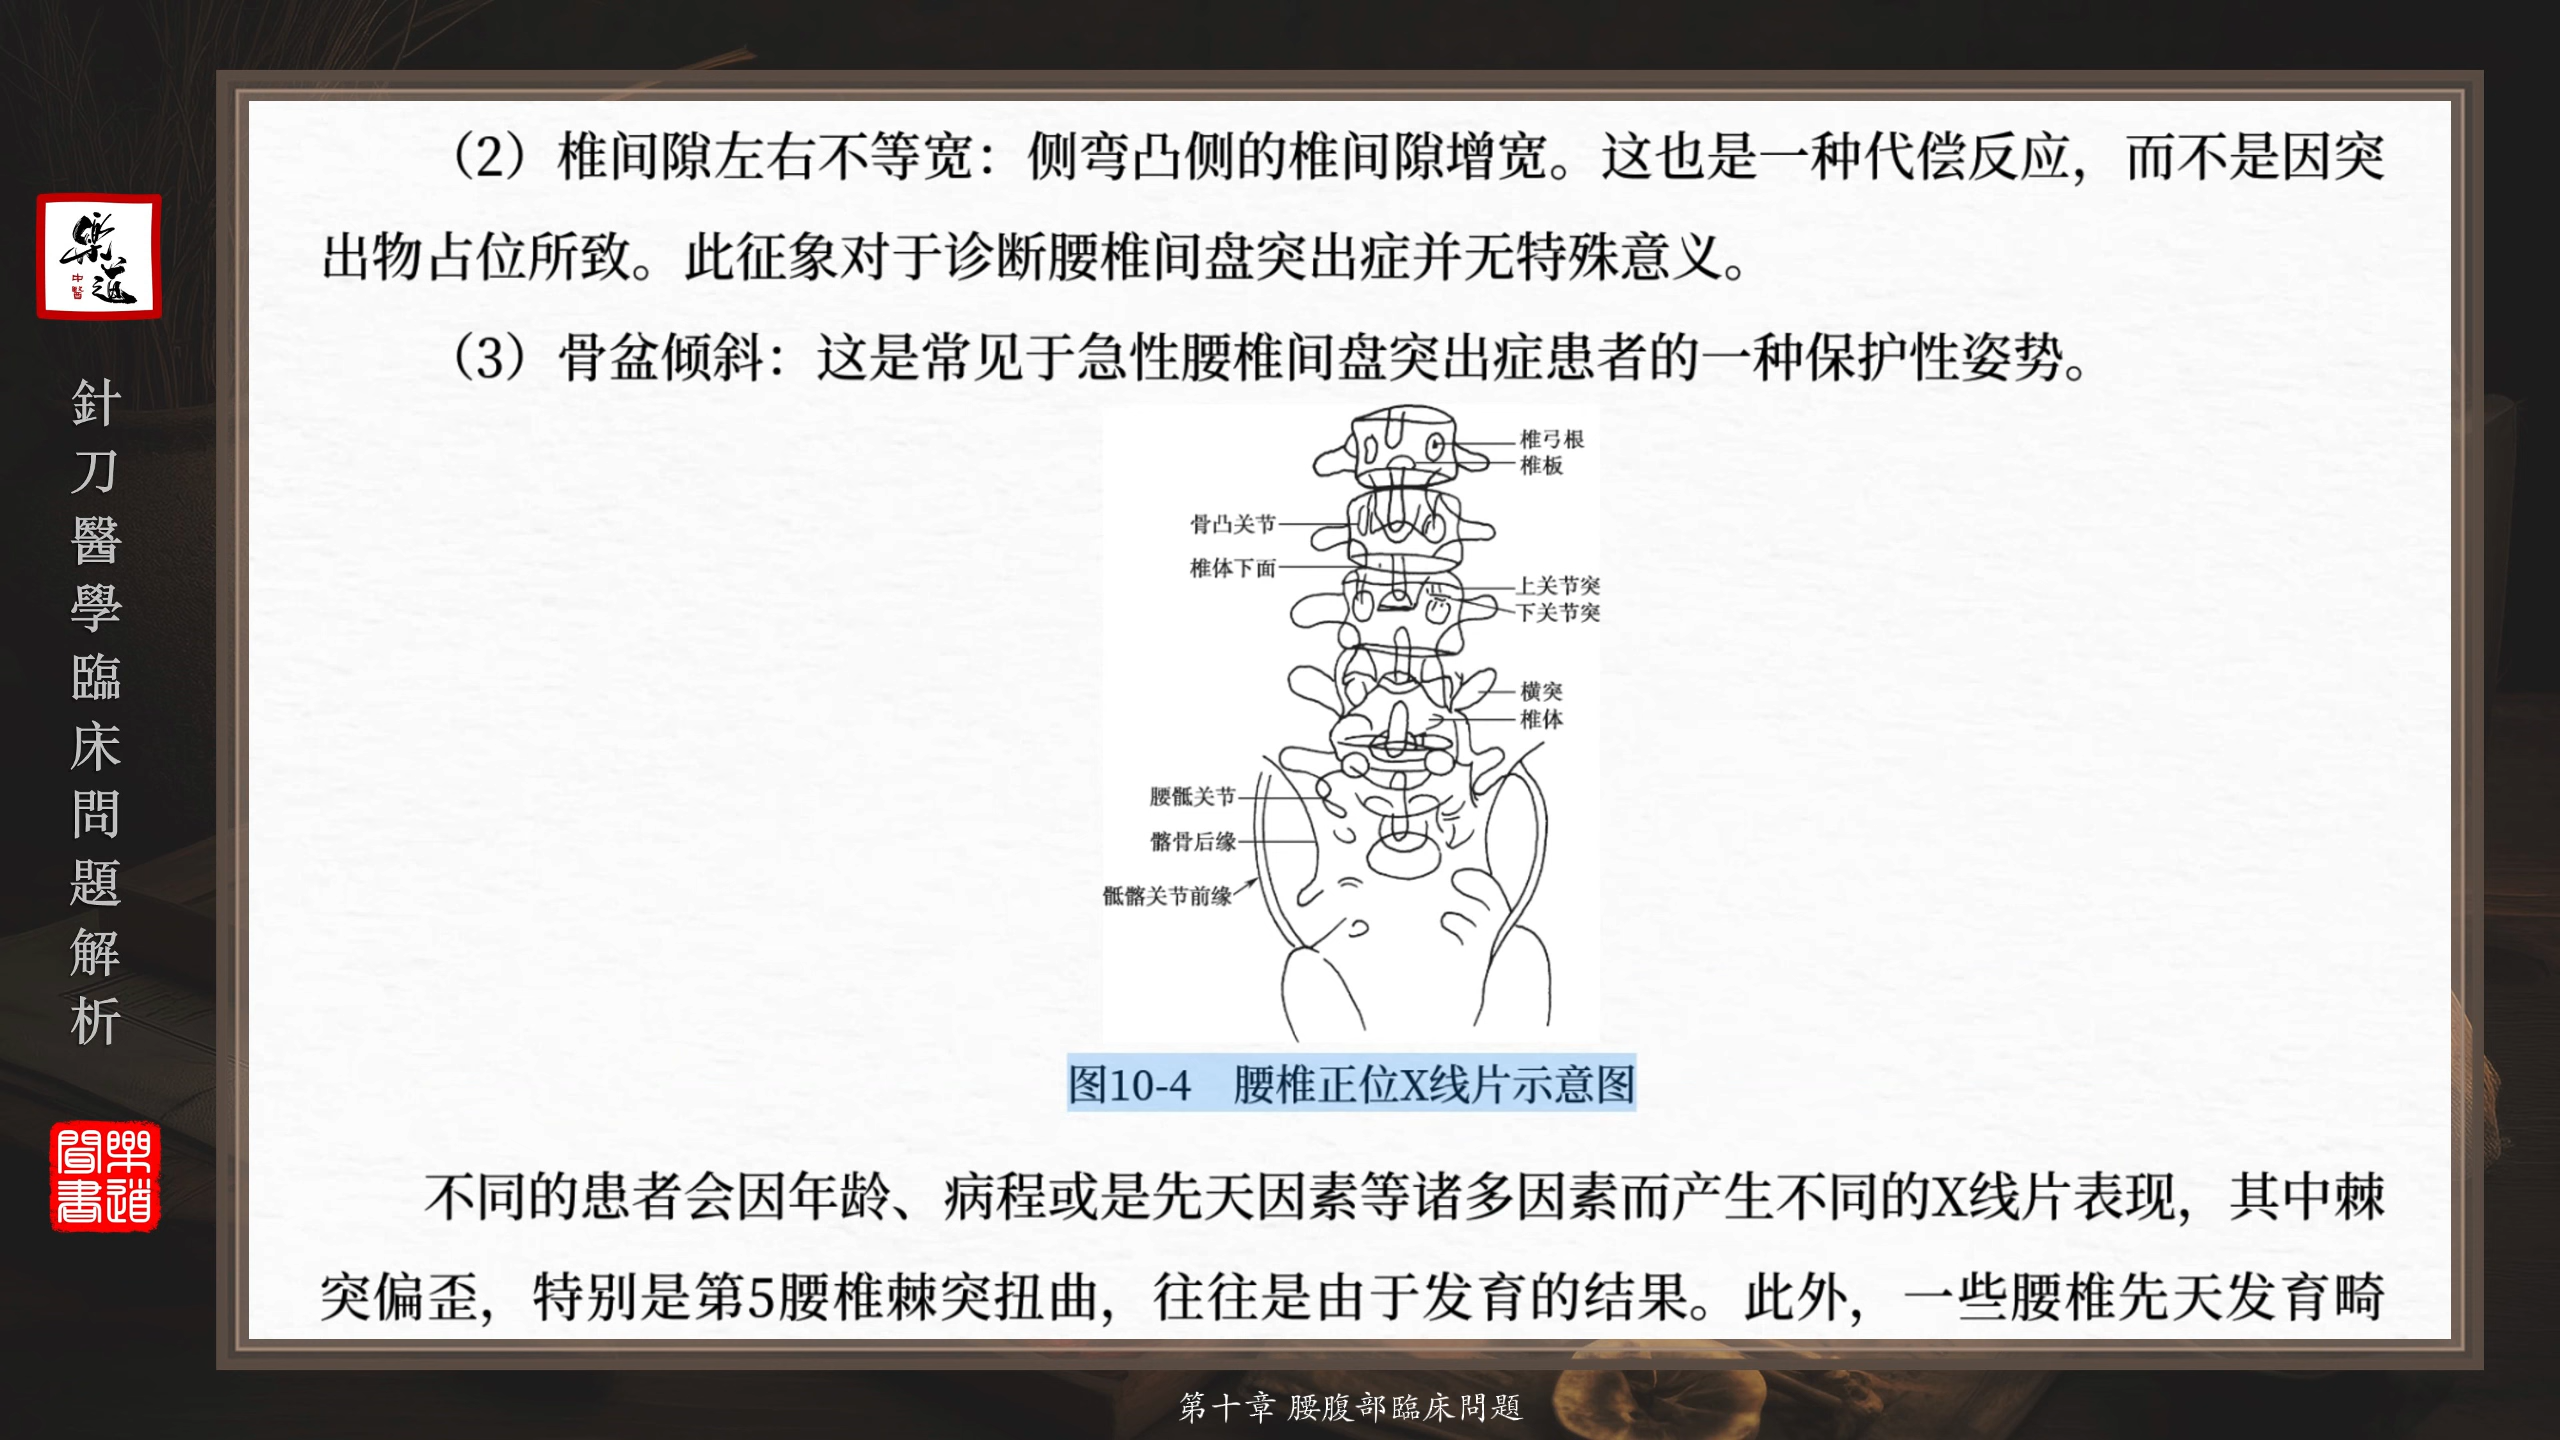 樂道
中醫
針刀醫學臨床問題解析
樂道
閱書
（2）椎间隙左右不等宽：侧弯凸侧的椎间隙增宽。这也是一种代偿反应，而不是因突
出物占位所致。此征象对于诊断腰椎间盘突出症并无特殊意义。
（3）骨盆倾斜：这是常见于急性腰椎间盘突出症患者的一种保护性姿势。
椎弓根
椎板
骨凸关节
椎体下面
上关节突
下关节突
横突
椎体
腰骶关节
髂骨后缘
骶髂关节前缘
图10-4 腰椎正位X线片示意图
不同的患者会因年龄、病程或是先天因素等诸多因素而产生不同的X线片表现，其中棘
突偏歪，特别是第5腰椎棘突扭曲，往往是由于发育的结果。此外，一些腰椎先天发育畸
第十章 腰腹部臨床問題